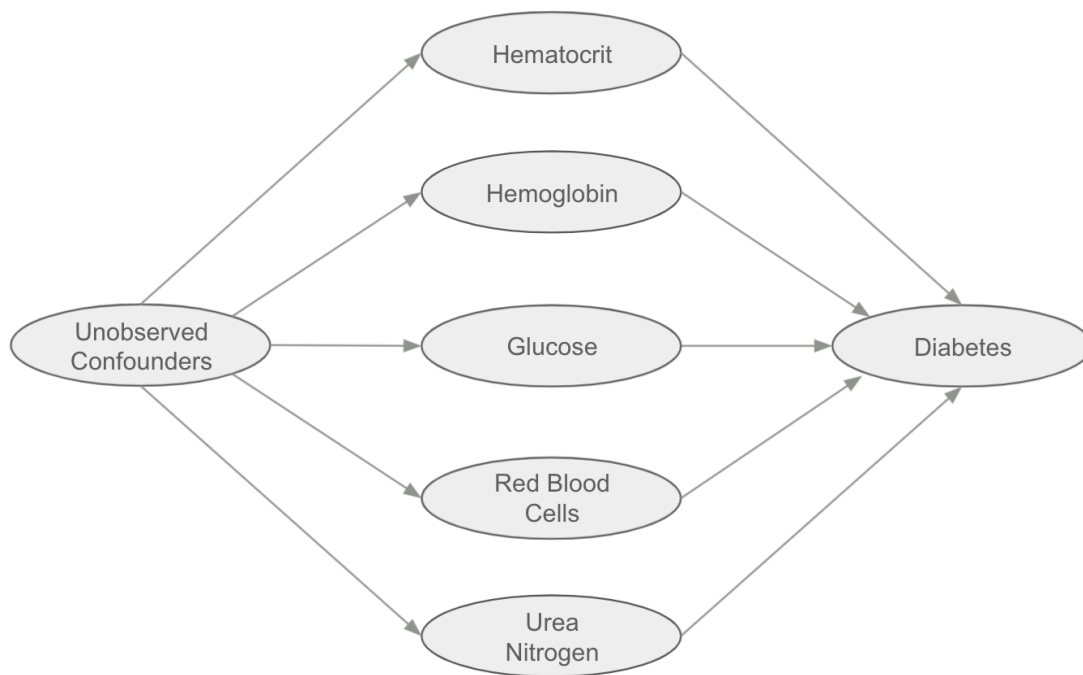 Hematocrit
Hemoglobin
Unobserved
Confounders
Glucose
Diabetes
Red Blood
Cells
Urea
Nitrogen